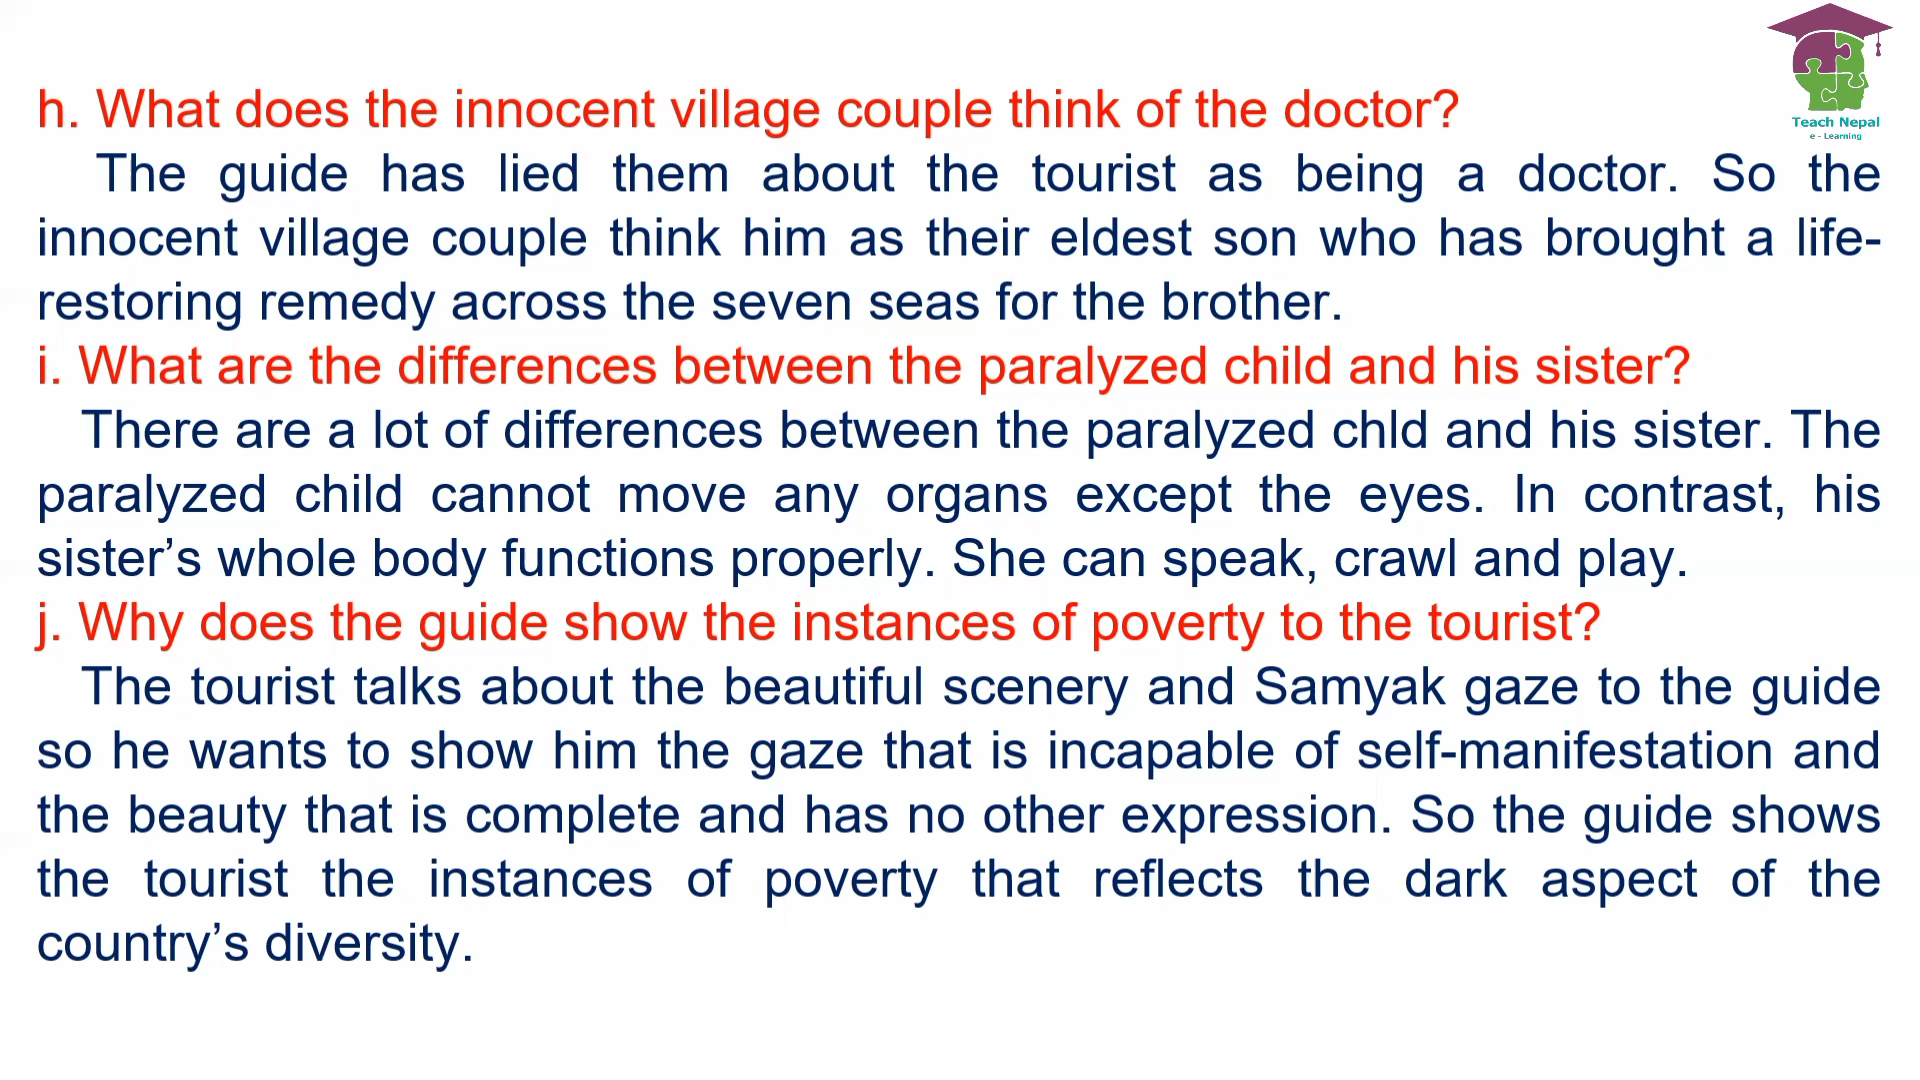 Teach Nepal
e - Learning
h. What does the innocent village couple think of the doctor?
The guide has lied them about the tourist as being a doctor. So the
innocent village couple think him as their eldest son who has brought a life-
restoring remedy across the seven seas for the brother.
i. What are the differences between the paralyzed child and his sister?
There are a lot of differences between the paralyzed chld and his sister. The
paralyzed child cannot move any organs except the eyes. In contrast, his
sister’s whole body functions properly. She can speak, crawl and play.
j. Why does the guide show the instances of poverty to the tourist?
The tourist talks about the beautiful scenery and Samyak gaze to the guide
so he wants to show him the gaze that is incapable of self-manifestation and
the beauty that is complete and has no other expression. So the guide shows
the tourist the instances of poverty that reflects the dark aspect of the
country’s diversity.